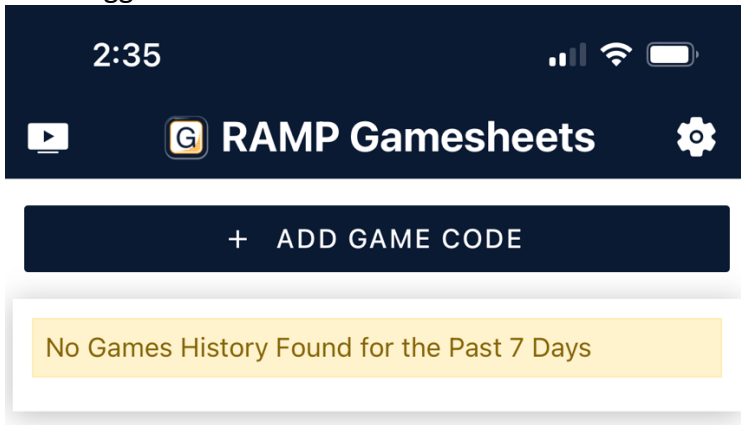 2:35
G RAMP Gamesheets
+ ADD GAME CODE
No Games History Found for the Past 7 Days